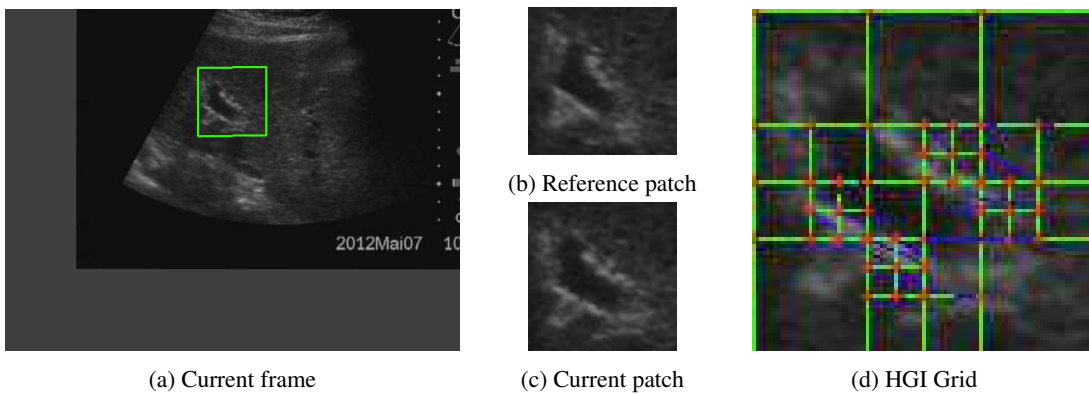 2012Mai07 10
(b) Reference patch
(a) Current frame
(c) Current patch
(d) HGI Grid